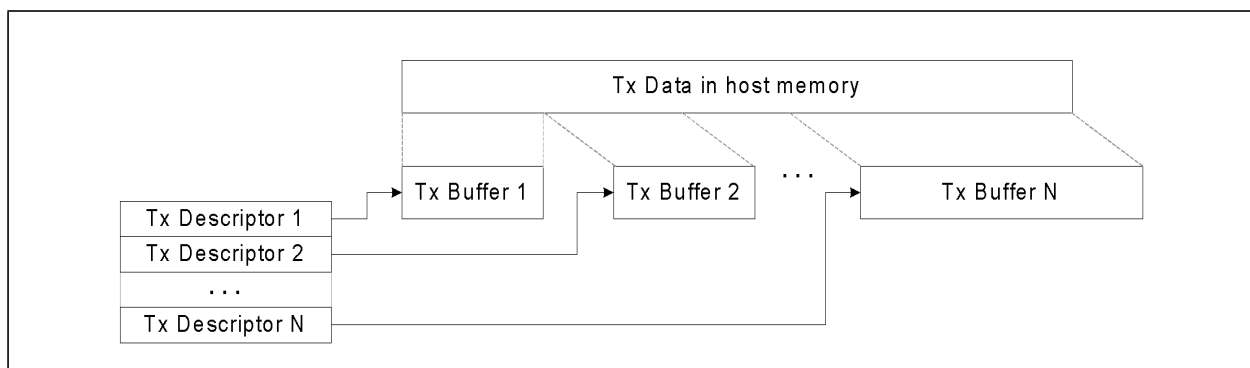 Tx Data in host memory
Tx Buffer 1
Tx Buffer 2
...
Tx Buffer N
Tx Descriptor 1
Tx Descriptor 2
...
Tx Descriptor N